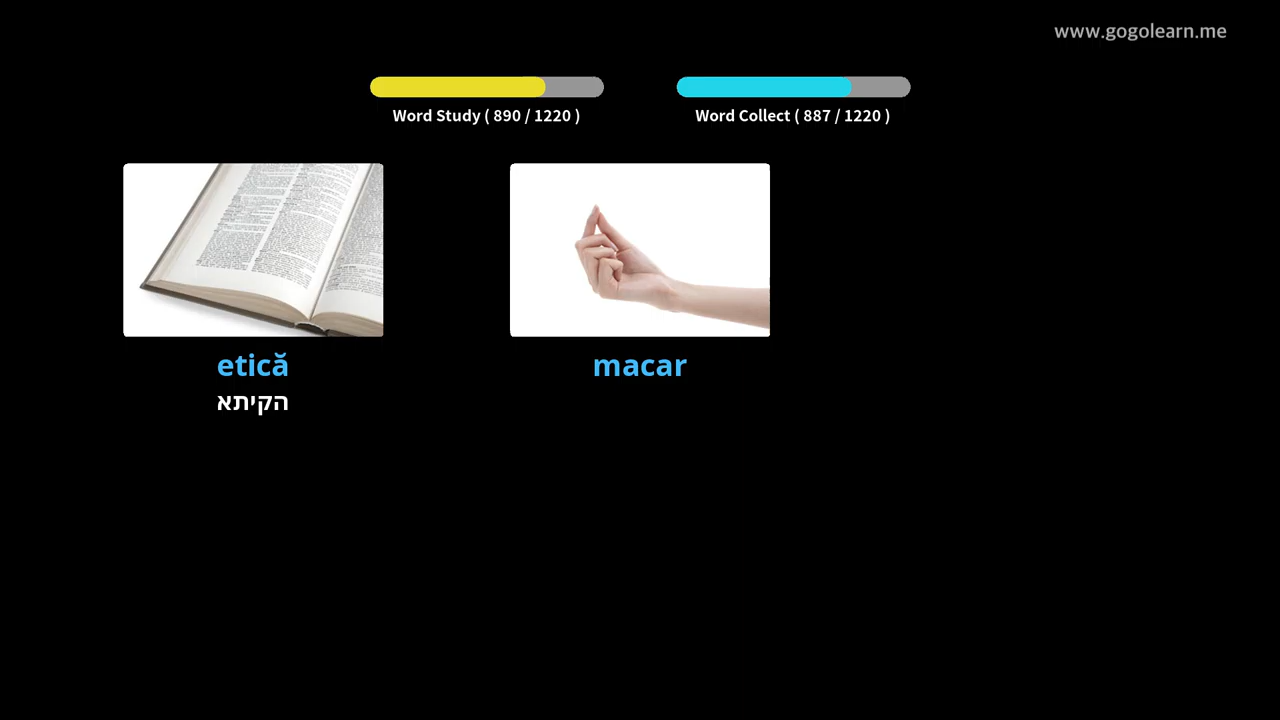 www.gogolearn.me
Word Study ( 890 / 1220 )
Word Collect ( 887 / 1220 )
etică
macar
הקיתא